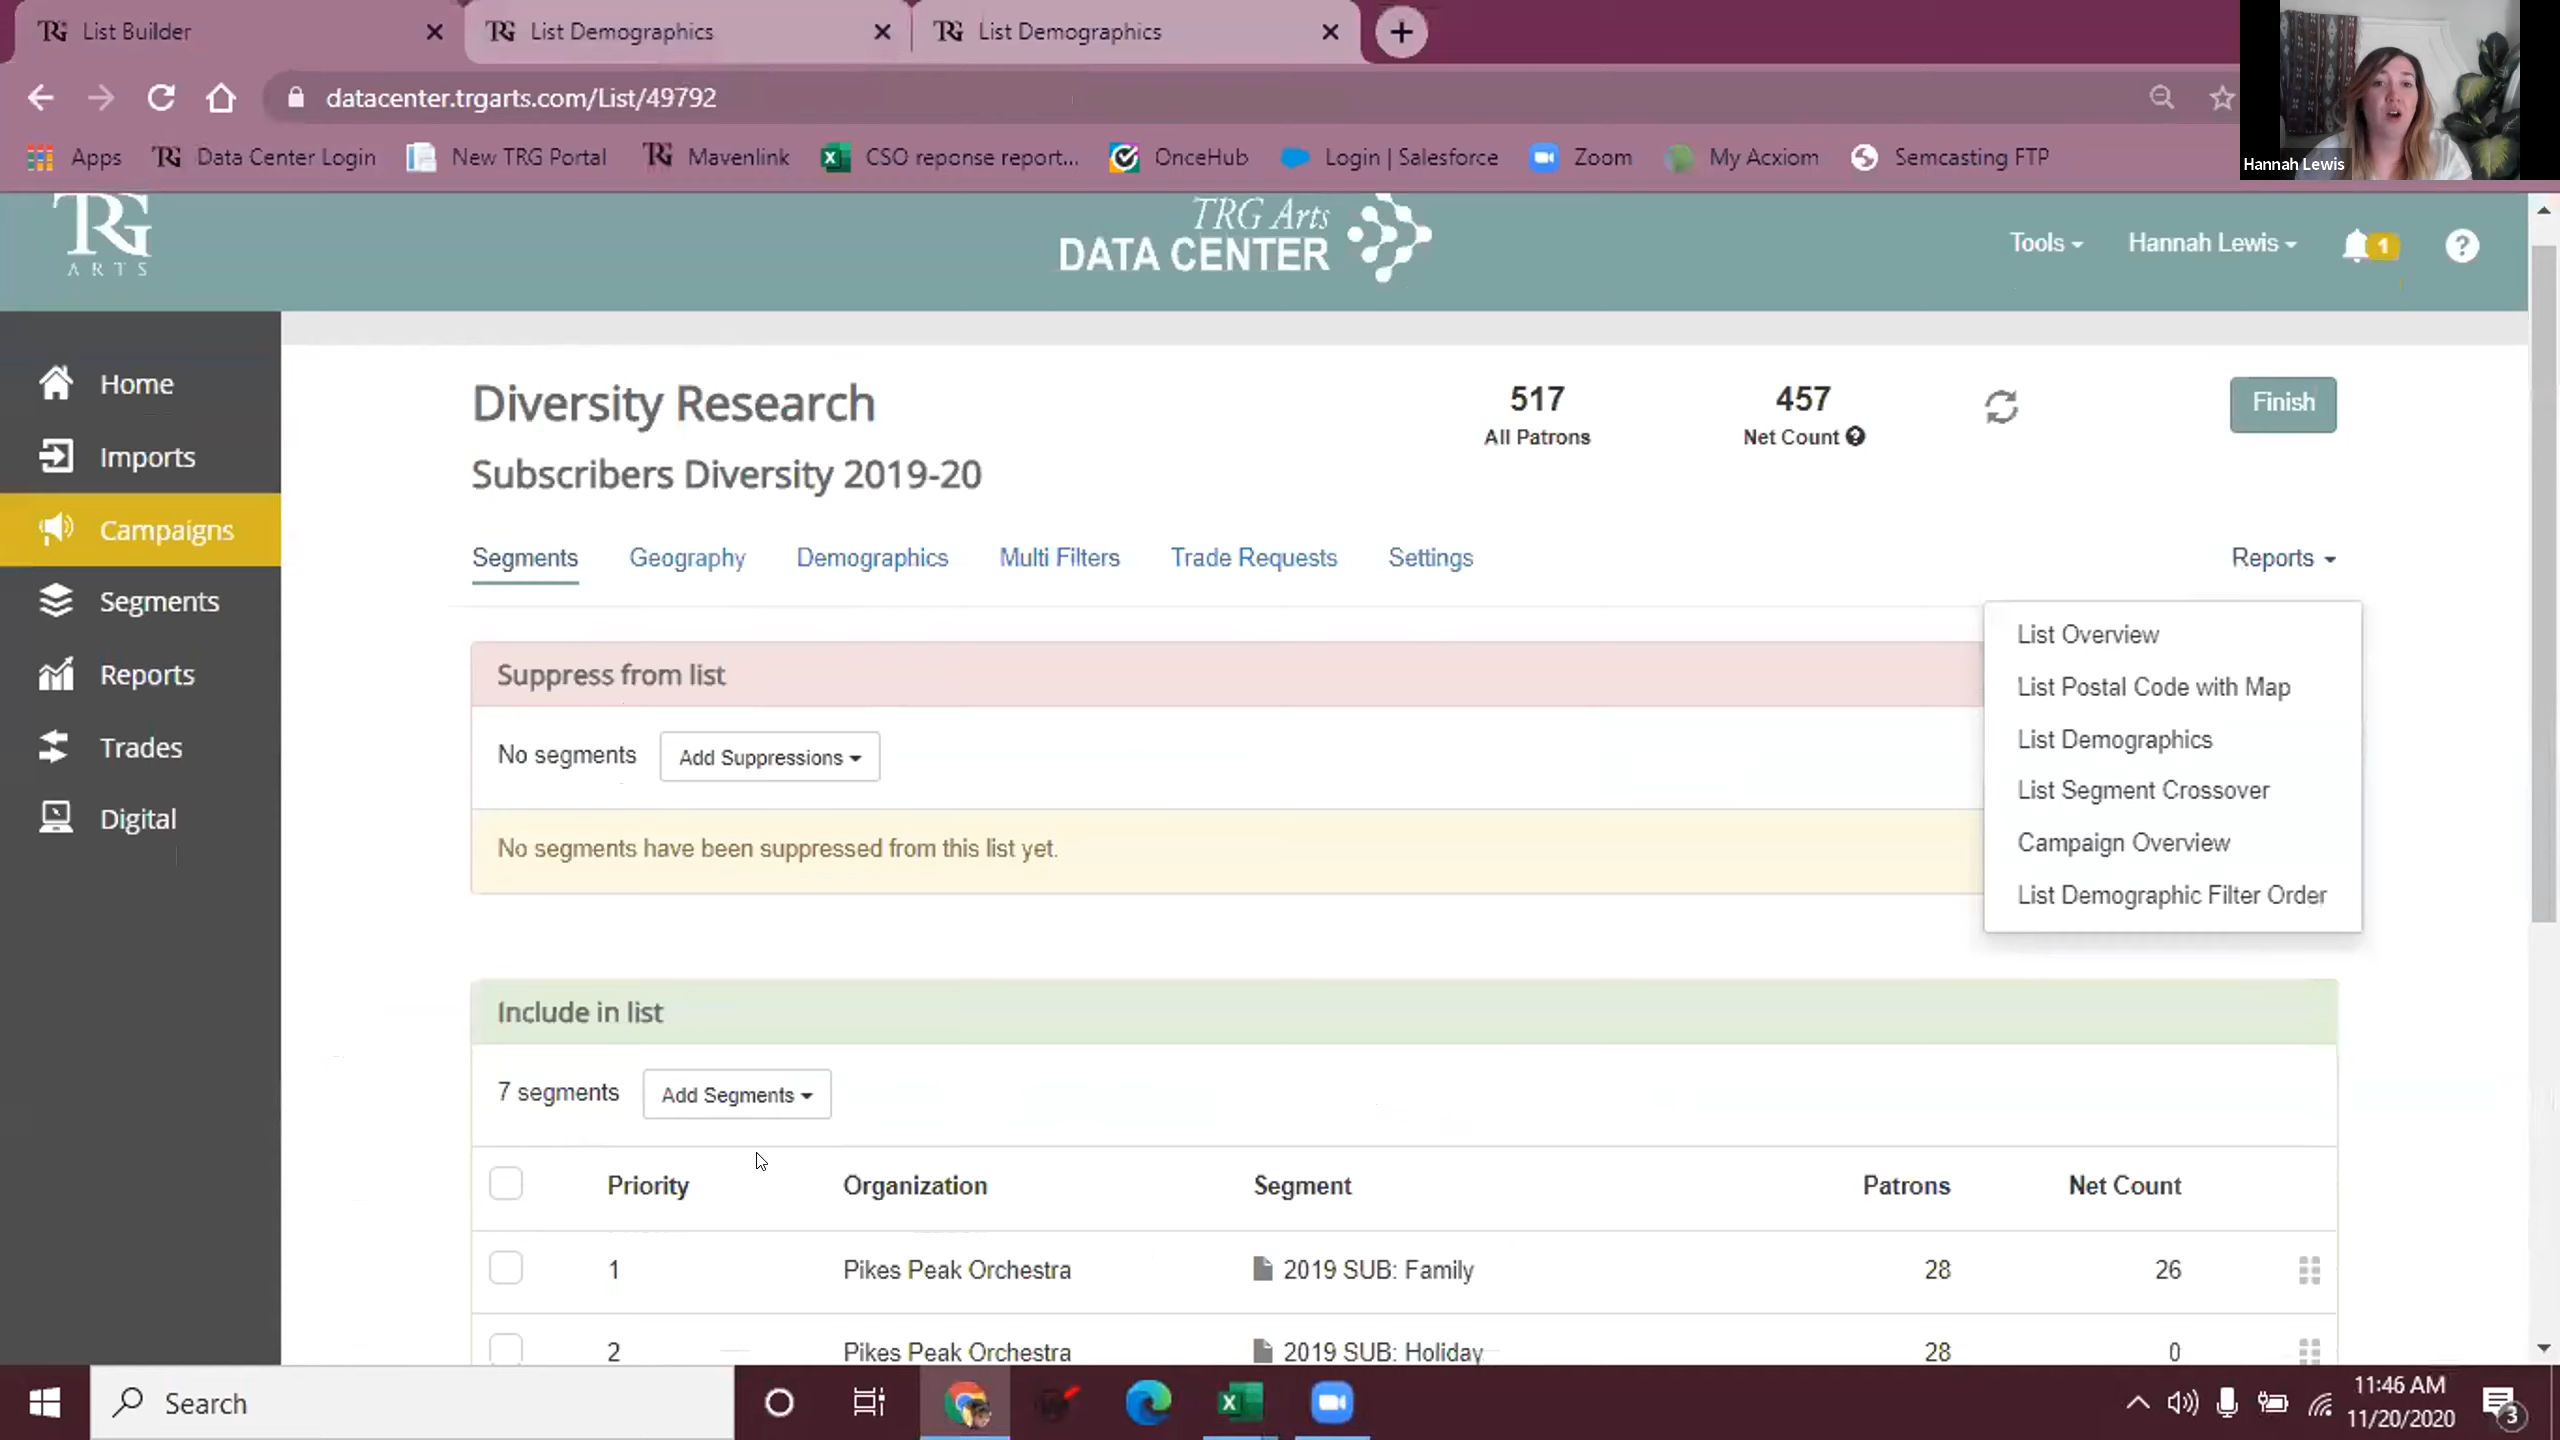 List Builder
List Demographics
List Demographics
datacenter.trgarts.com/List/49792
Apps
Data Center Login
New TRG Portal
Mavenlink
CSO reponse report...
OnceHub
Login | Salesforce
Zoom
My Acxiom
Semcasting FTP
Hannah Lewis
TRG
ARTS
TRG Arts
DATA CENTER
Tools
Hannah Lewis
1
Home
Imports
Campaigns
Segments
Reports
Trades
Digital
Diversity Research
Subscribers Diversity 2019-20
517
All Patrons
457
Net Count
Finish
Segments
Geography
Demographics
Multi Filters
Trade Requests
Settings
Reports
List Overview
List Postal Code with Map
List Demographics
List Segment Crossover
Campaign Overview
List Demographic Filter Order
Suppress from list
No segments
Add Suppressions
No segments have been suppressed from this list yet.
Include in list
7 segments
Add Segments
Priority Organization Segment Patrons Net Count
1 Pikes Peak Orchestra 2019 SUB: Family 28 26
2 Pikes Peak Orchestra 2019 SUB: Holiday 28 0
Search
11:46 AM
11/20/2020
3